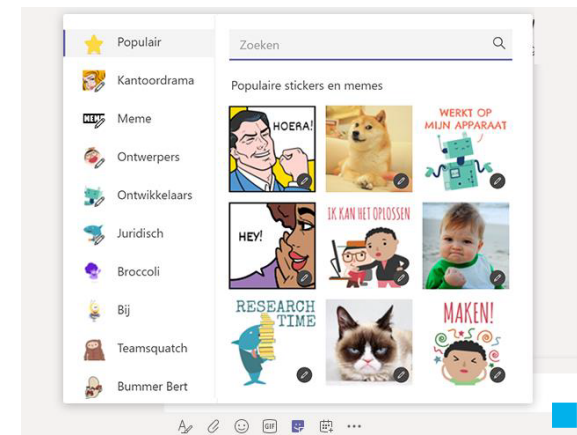 Populair
Kantoordrama
Meme
Ontwerpers
Ontwikkelaars
Juridisch
Broccoli
Bij
Teamsquatch
Bummer Bert
Zoeken
Populaire stickers en memes
HOERA!
WERKT OP
MIJN APPARAAT
HEY!
IK KAN HET OPLOSSEN
RESEARCH
TIME
MAKEN!
GIF